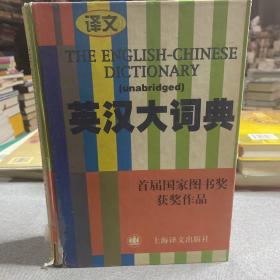 译文
THE ENGLISH-CHINESE
DICTIONARY
(unabridged)
英汉大词典
首届国家图书奖
获奖作品
上海译文出版社